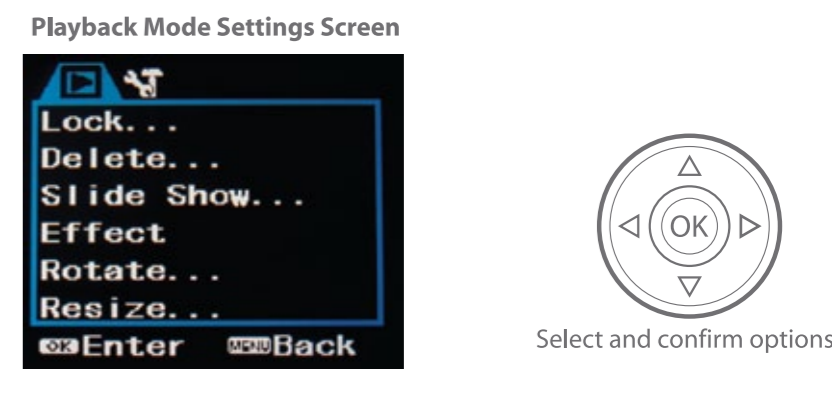 Playback Mode Settings Screen
Lock...
Delete...
Slide Show...
Effect
Rotate...
Resize...
OK Enter MENU Back
OK
Select and confirm options